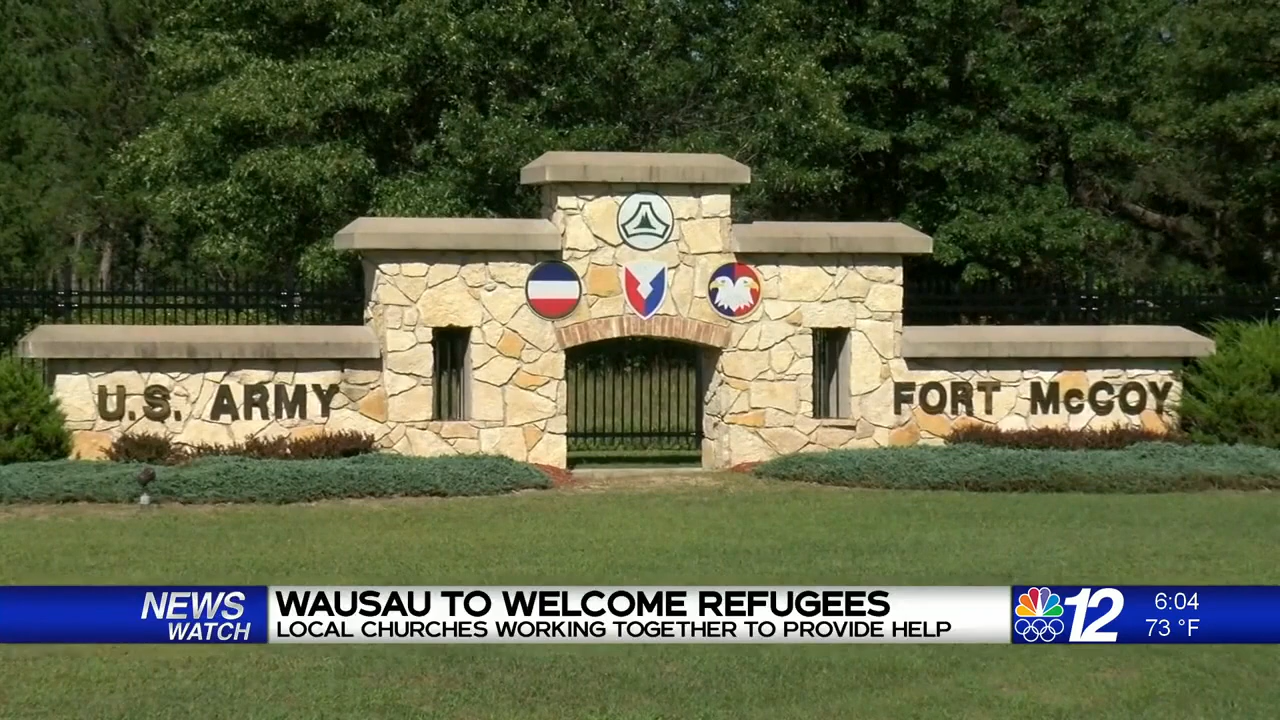 U.S. ARMY
FORT McCOY
NEWS
WATCH
WAUSAU TO WELCOME REFUGEES
LOCAL CHURCHES WORKING TOGETHER TO PROVIDE HELP
12
6:04
73 °F